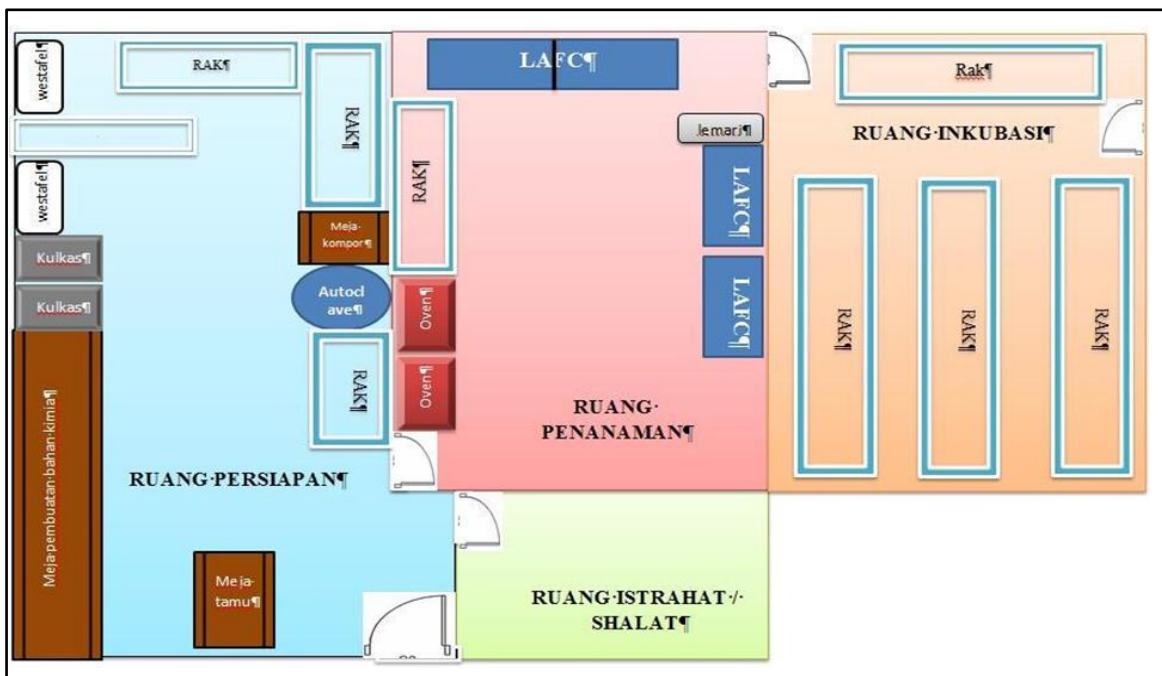 westafel¶
RAK¶
RAK¶
westafel¶
Meja·
kompor¶
Kulkas¶
Kulkas¶
Autocl
ave¶
RAK¶
Meja·pembuatan·bahan·kimia¶
RUANG·PERSIAPAN¶
Meja·
tamu¶
LAFC¶
RAK¶
lemari¶
LAFC¶
LAFC¶
Oven¶
Oven¶
RUANG·
PENANAMAN¶
RUANG·ISTRAHAT·/·
SHALAT¶
Rak¶
RUANG·INKUBASI¶
RAK¶
RAK¶
RAK¶